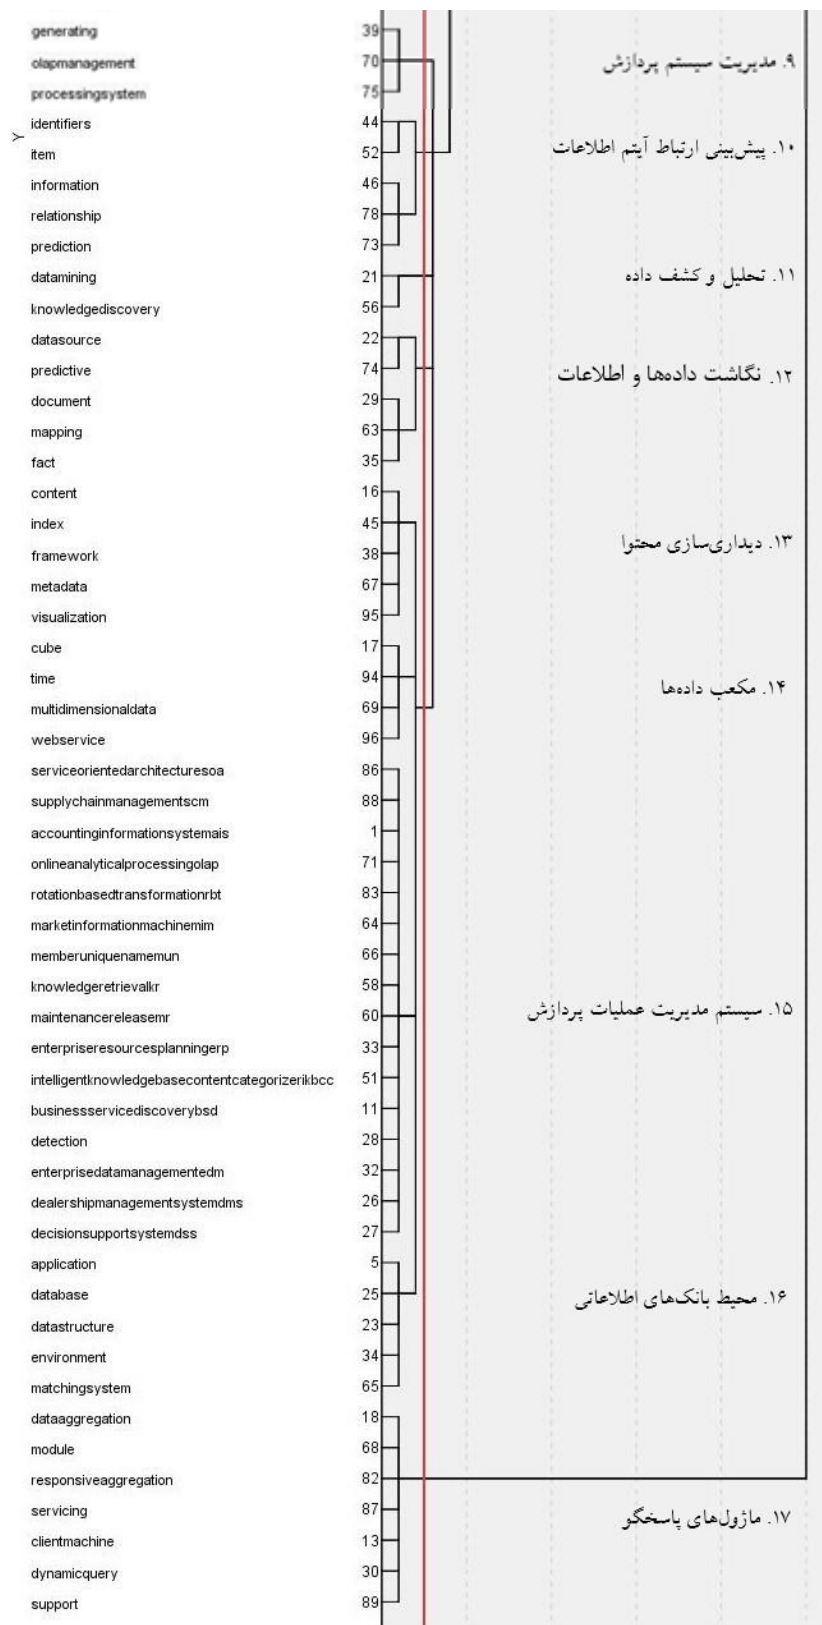 generating 39
olapmanagement 70 ۹. مدیریت سیستم پردازش
processingsystem 75
identifiers 44
Y
item 52 ۱۰. پیش‌بینی ارتباط آیتم اطلاعات
information 46
relationship 78
prediction 73
datamining 21 ۱۱. تحلیل و کشف داده
knowledgediscovery 56
datasource 22
predictive 74 ۱۲. نگاشت داده‌ها و اطلاعات
document 29
mapping 63
fact 35
content 16
index 45
framework 38 ۱۳. دیداری‌سازی محتوا
metadata 67
visualization 95
cube 17
time 94 ۱۴. مکعب داده‌ها
multidimensionaldata 69
webservice 96
serviceorientedarchitecturesoa 86
supplychainmanagementscm 88
accountinginformationsystemais 1
onlineanalyticalprocessingolap 71
rotationbasedtransformationrbt 83
marketinformationmachinemim 64
memberuniquenamemun 66
knowledgeretrievalkr 58
maintenancereleasemr 60 ۱۵. سیستم مدیریت عملیات پردازش
enterpriseresourcesplanningerp 33
intelligentknowledgebasecontentcategorizerikbcc 51
businessservicediscoverybsd 11
detection 28
enterprisedatamanagementedm 32
dealershipmanagementsystemdms 26
decisionsupportsystemdss 27
application 5
database 25 ۱۶. محیط بانک‌های اطلاعاتی
datastructure 23
environment 34
matchingsystem 65
dataaggregation 18
module 68
responsiveaggregation 82
servicing 87 ۱۷. ماژول‌های پاسخگو
clientmachine 13
dynamicquery 30
support 89